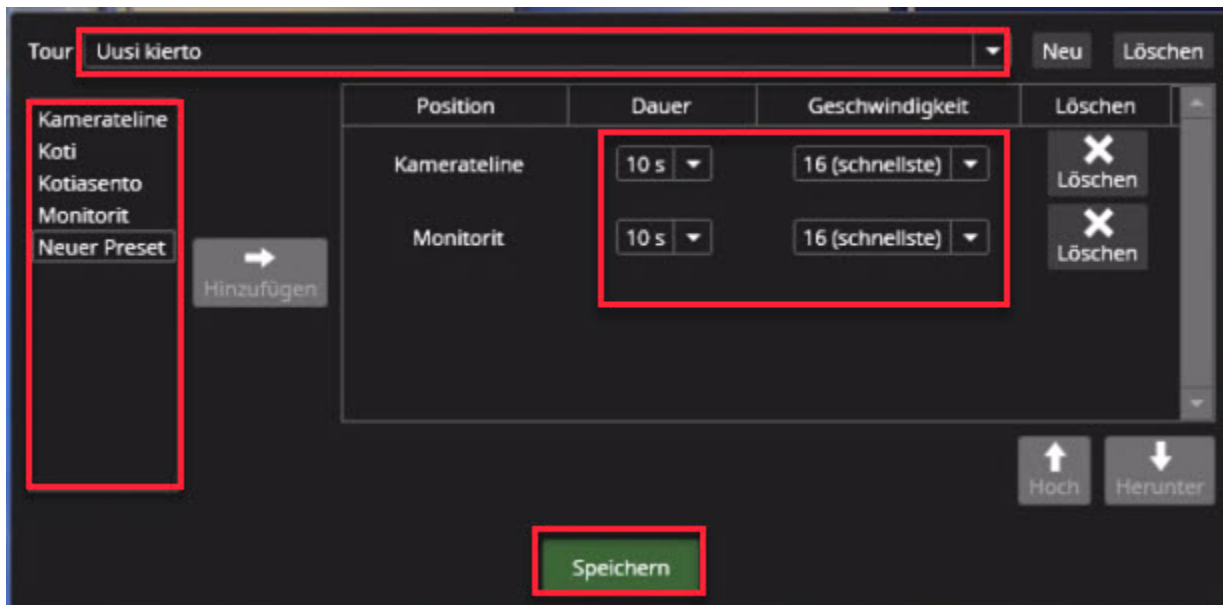 Tour Uusi kierto Neu Löschen
Kamerateline
Koti
Kotiasento
Monitorit
Neuer Preset
Hinzufügen
Position Dauer Geschwindigkeit Löschen
Kamerateline 10 s 16 (schnellste) Löschen
Monitorit 10 s 16 (schnellste) Löschen
Hoch Herunter
Speichern